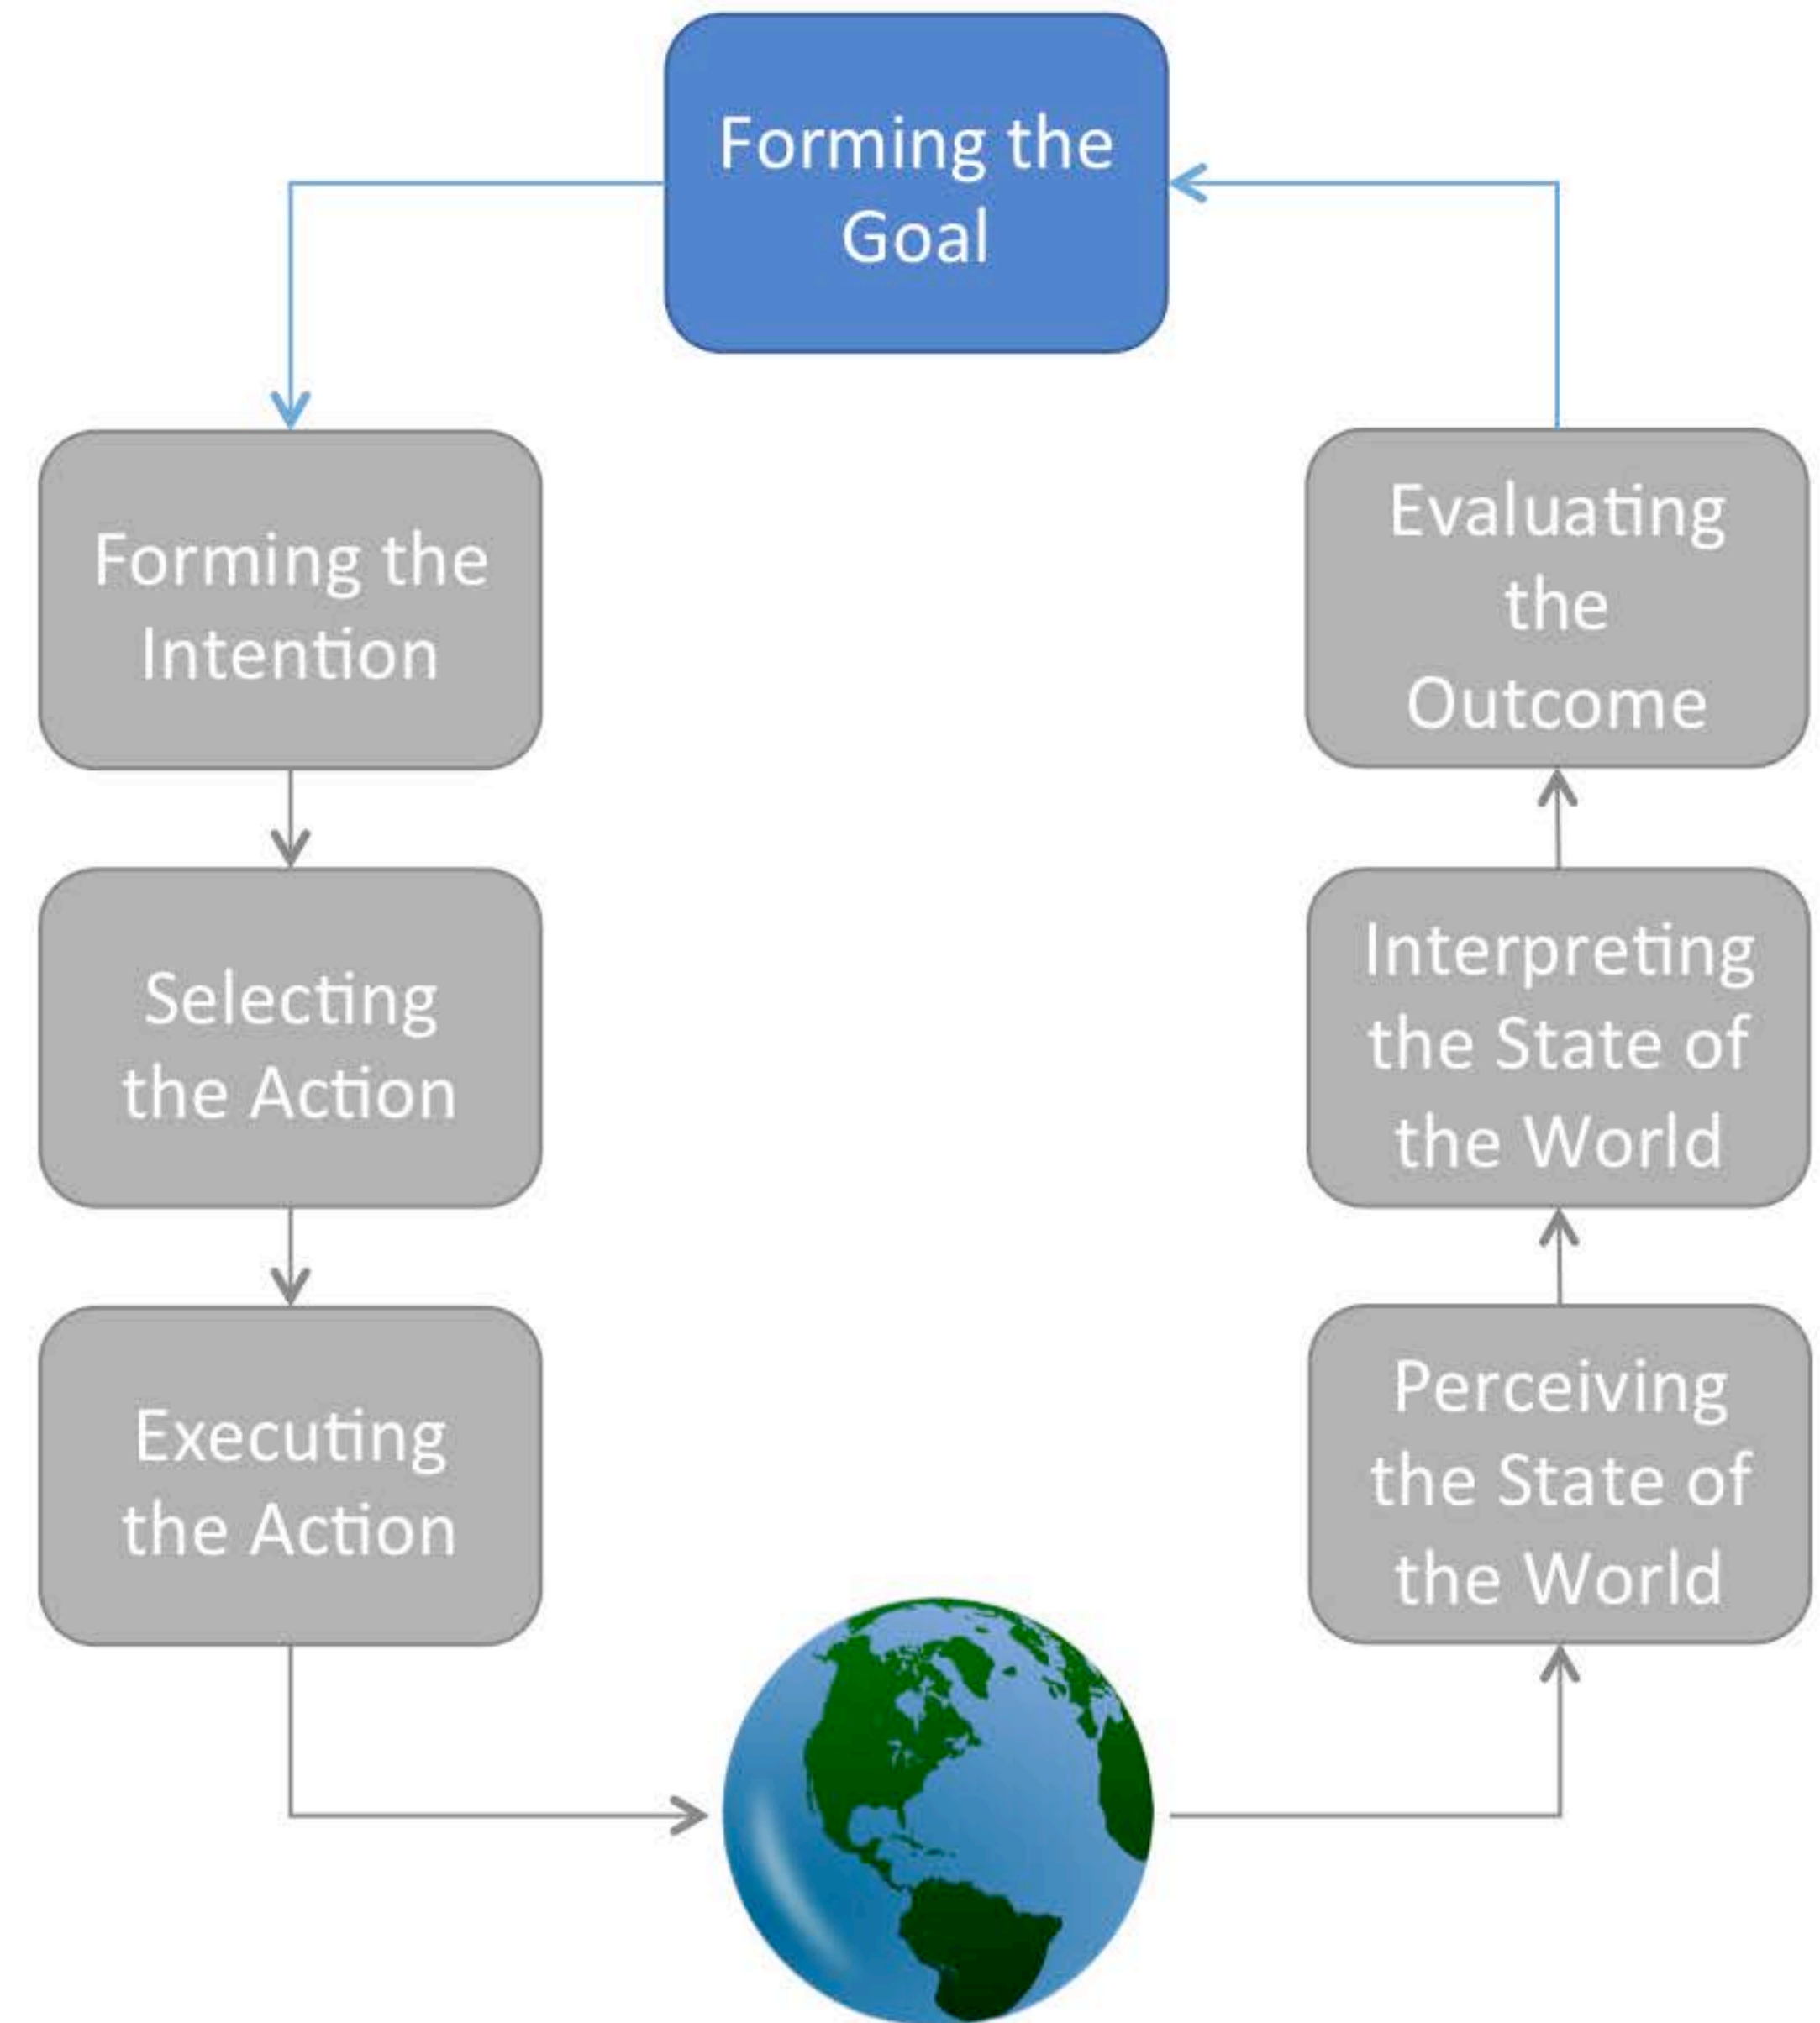 Forming the
Goal
Forming the
Intention
Selecting
the Action
Executing
the Action
Perceiving
the State of
the World
Interpreting
the State of
the World
Evaluating
the
Outcome